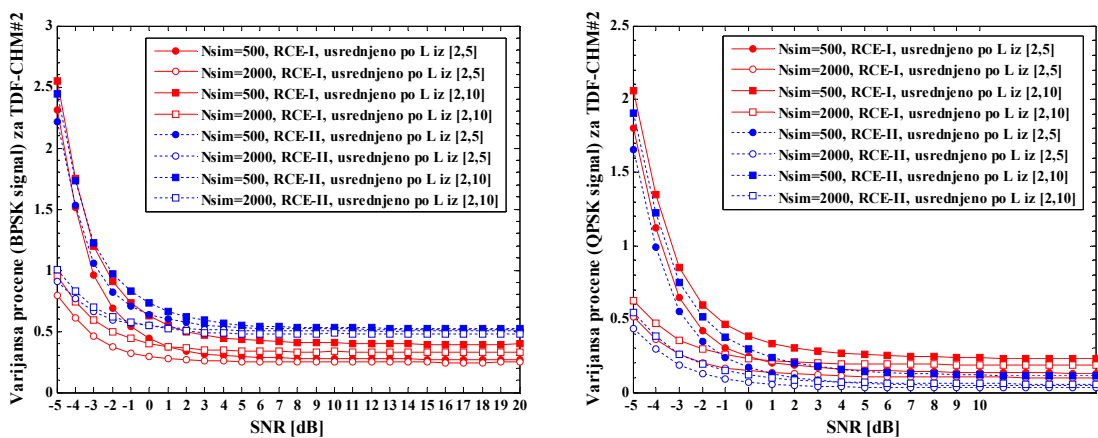 Varijansa procene (BPSK signal) za TDF-CHM#2
3
2.5
2
1.5
1
0.5
0
Nsim=500, RCE-I, usrednjeno po L iz [2,5]
Nsim=2000, RCE-I, usrednjeno po L iz [2,5]
Nsim=500, RCE-I, usrednjeno po L iz [2,10]
Nsim=2000, RCE-I, usrednjeno po L iz [2,10]
Nsim=500, RCE-II, usrednjeno po L iz [2,5]
Nsim=2000, RCE-II, usrednjeno po L iz [2,5]
Nsim=500, RCE-II, usrednjeno po L iz [2,10]
Nsim=2000, RCE-II, usrednjeno po L iz [2,10]
-5 -4 -3 -2 -1 0 1 2 3 4 5 6 7 8 9 10 11 12 13 14 15 16 17 18 19 20
SNR [dB]
Varijansa procene (QPSK signal) za TDF-CHM#2
2.5
2
1.5
1
0.5
0
Nsim=500, RCE-I, usrednjeno po L iz [2,5]
Nsim=2000, RCE-I, usrednjeno po L iz [2,5]
Nsim=500, RCE-I, usrednjeno po L iz [2,10]
Nsim=2000, RCE-I, usrednjeno po L iz [2,10]
Nsim=500, RCE-II, usrednjeno po L iz [2,5]
Nsim=2000, RCE-II, usrednjeno po L iz [2,5]
Nsim=500, RCE-II, usrednjeno po L iz [2,10]
Nsim=2000, RCE-II, usrednjeno po L iz [2,10]
-5 -4 -3 -2 -1 0 1 2 3 4 5 6 7 8 9 10
SNR [dB]